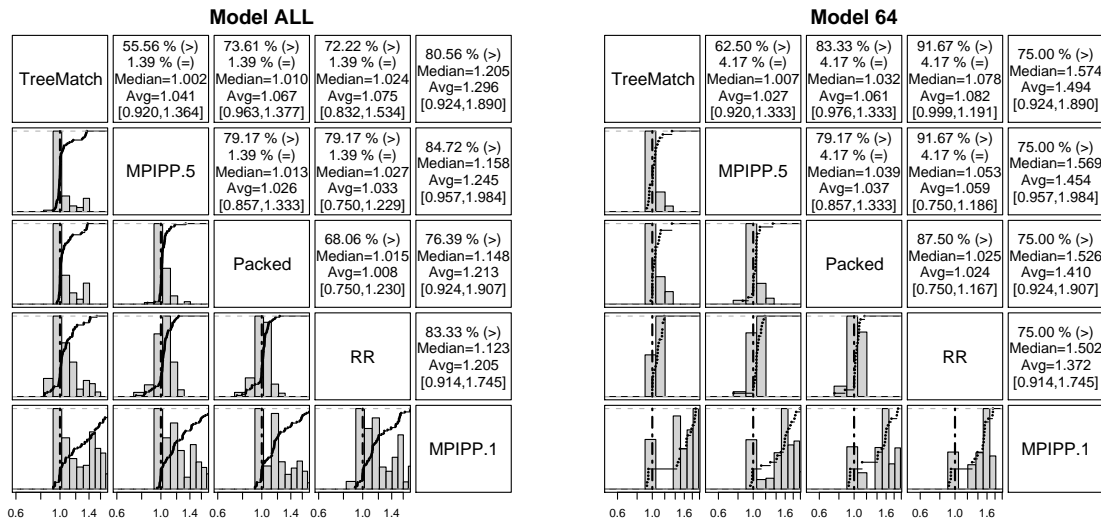 Model ALL
TreeMatch
55.56 % (>)
1.39 % (=)
Median=1.002
Avg=1.041
[0.920,1.364]
73.61 % (>)
1.39 % (=)
Median=1.010
Avg=1.067
[0.963,1.377]
72.22 % (>)
1.39 % (=)
Median=1.024
Avg=1.075
[0.832,1.534]
80.56 % (>)
Median=1.205
Avg=1.296
[0.924,1.890]
MPIPP.5
79.17 % (>)
1.39 % (=)
Median=1.013
Avg=1.026
[0.857,1.333]
79.17 % (>)
1.39 % (=)
Median=1.027
Avg=1.033
[0.750,1.229]
84.72 % (>)
Median=1.158
Avg=1.245
[0.957,1.984]
Packed
68.06 % (>)
Median=1.015
Avg=1.008
[0.750,1.230]
76.39 % (>)
Median=1.148
Avg=1.213
[0.924,1.907]
RR
83.33 % (>)
Median=1.123
Avg=1.205
[0.914,1.745]
MPIPP.1
0.6 1.0 1.4
0.6 1.0 1.4
0.6 1.0 1.4
0.6 1.0 1.4
Model 64
TreeMatch
62.50 % (>)
4.17 % (=)
Median=1.007
Avg=1.027
[0.920,1.333]
83.33 % (>)
4.17 % (=)
Median=1.032
Avg=1.061
[0.976,1.333]
91.67 % (>)
4.17 % (=)
Median=1.078
Avg=1.082
[0.999,1.191]
75.00 % (>)
Median=1.574
Avg=1.494
[0.924,1.890]
MPIPP.5
79.17 % (>)
4.17 % (=)
Median=1.039
Avg=1.037
[0.857,1.333]
91.67 % (>)
4.17 % (=)
Median=1.053
Avg=1.059
[0.750,1.186]
75.00 % (>)
Median=1.569
Avg=1.454
[0.957,1.984]
Packed
87.50 % (>)
Median=1.025
Avg=1.024
[0.750,1.167]
75.00 % (>)
Median=1.526
Avg=1.410
[0.924,1.907]
RR
75.00 % (>)
Median=1.502
Avg=1.372
[0.914,1.745]
MPIPP.1
0.6 1.0 1.6
0.6 1.0 1.6
0.6 1.0 1.6
0.6 1.0 1.6